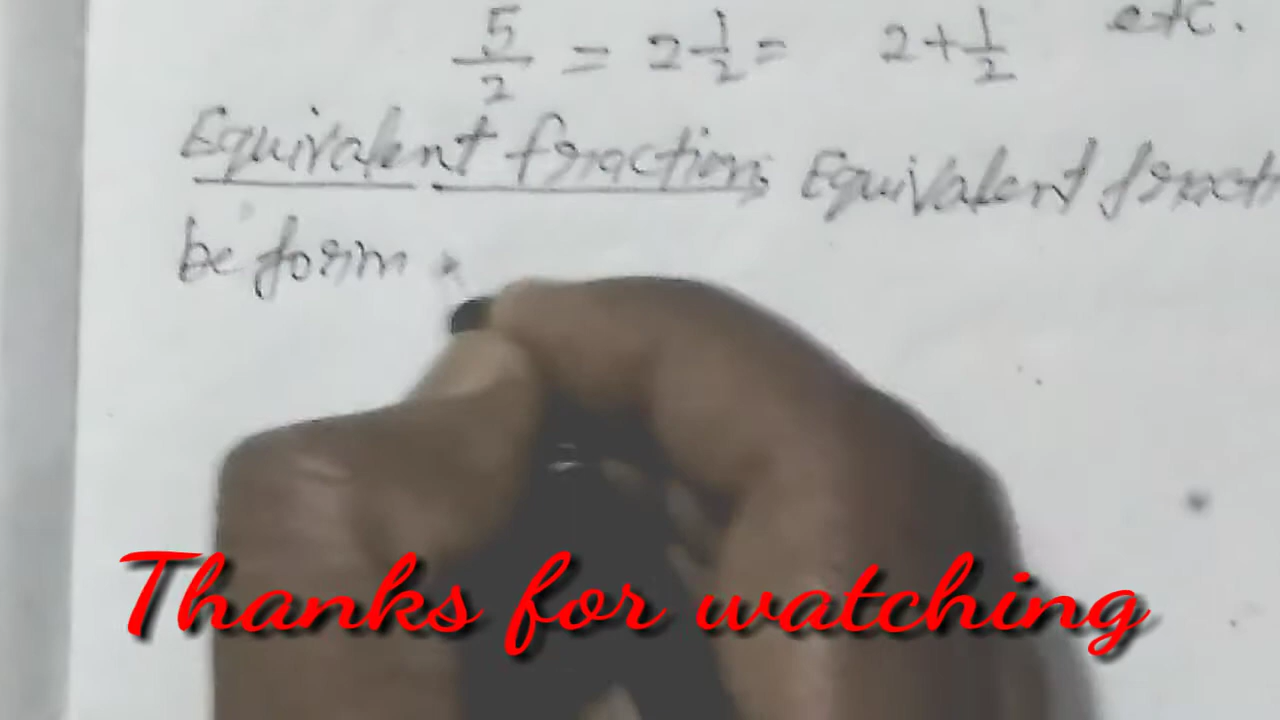 5/2 = 2 1/2 = 2+1/2 etc.
Equivalent fractions Equivalent
be form
Thanks for watching